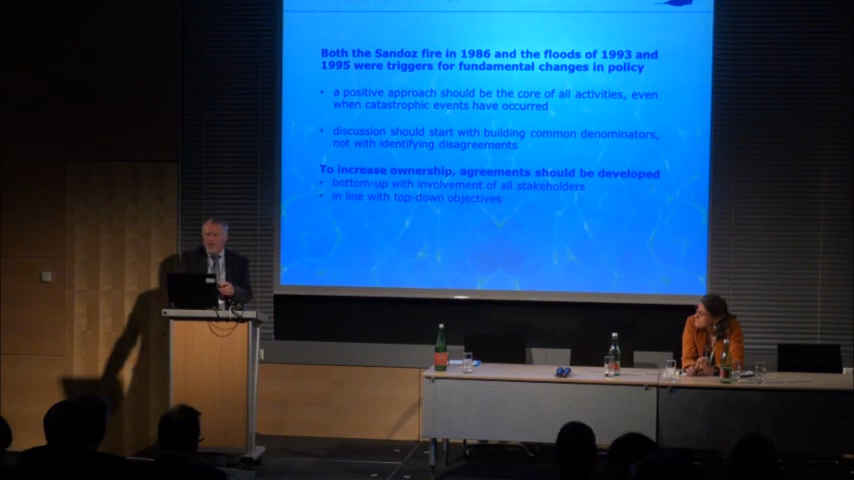 Both the Sandoz fire in 1986 and the floods of 1993 and
1995 were triggers for fundamental changes in policy
• a positive approach should be the core of all activities, even
when catastrophic events have occurred
• discussion should start with building common denominators,
not with identifying disagreements
To increase ownership, agreements should be developed
• bottom-up with involvement of all stakeholders
• in line with top-down objectives